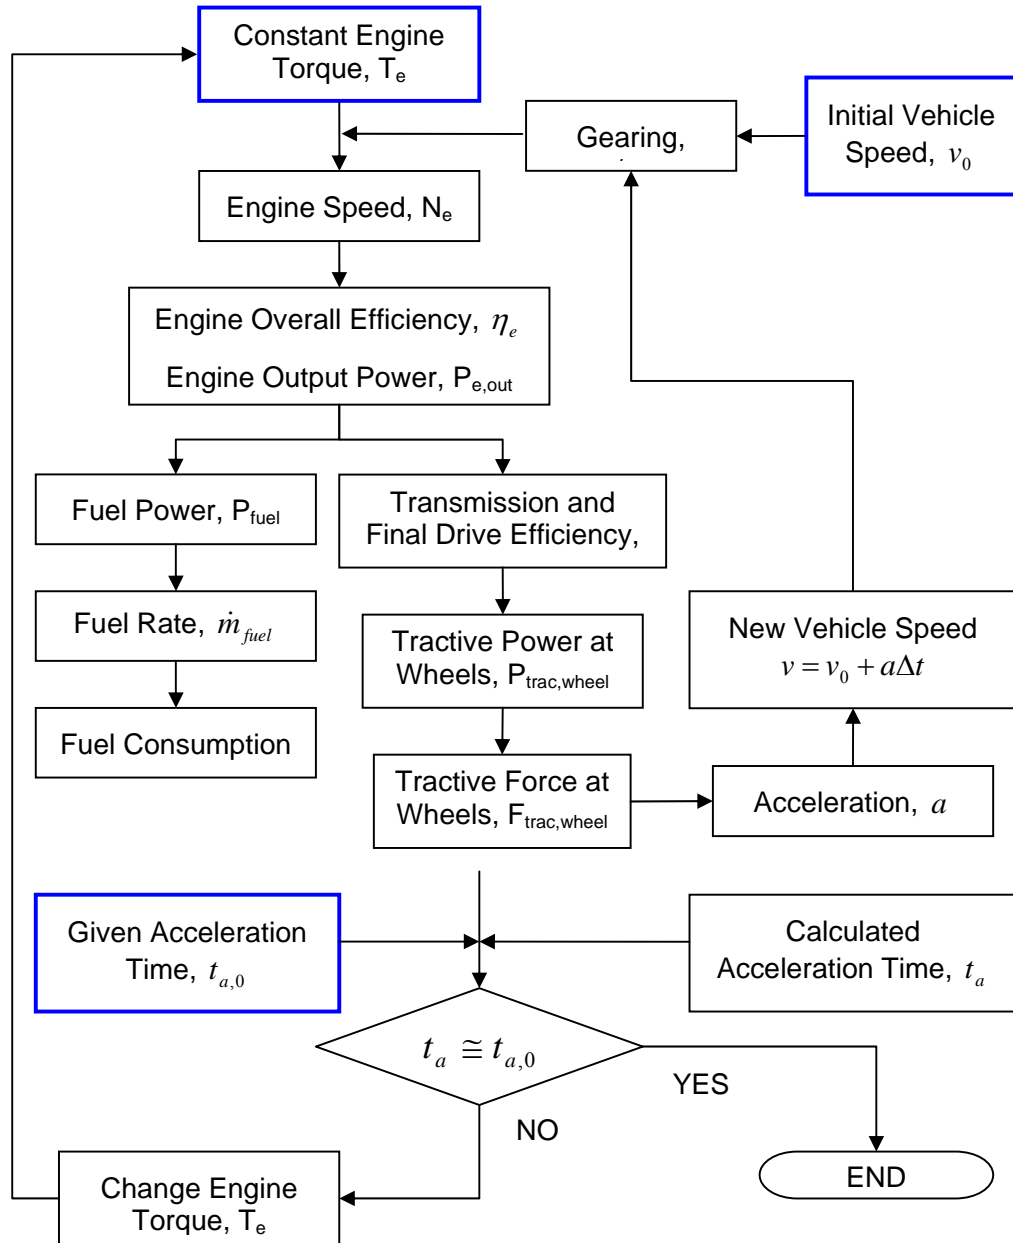 Constant Engine
Torque, Te
Initial Vehicle
Speed, v0
Gearing,
Engine Speed, Ne
Engine Overall Efficiency, ηe
Engine Output Power, Pe,out
Fuel Power, Pfuel
Transmission and
Final Drive Efficiency,
Fuel Rate, ṁfuel
Tractive Power at
Wheels, Ptrac,wheel
New Vehicle Speed
v = v0 + aΔt
Fuel Consumption
Tractive Force at
Wheels, Ftrac,wheel
Acceleration, a
Given Acceleration
Time, ta,0
Calculated
Acceleration Time, ta
ta ≅ ta,0
YES
NO
Change Engine
Torque, Te
END